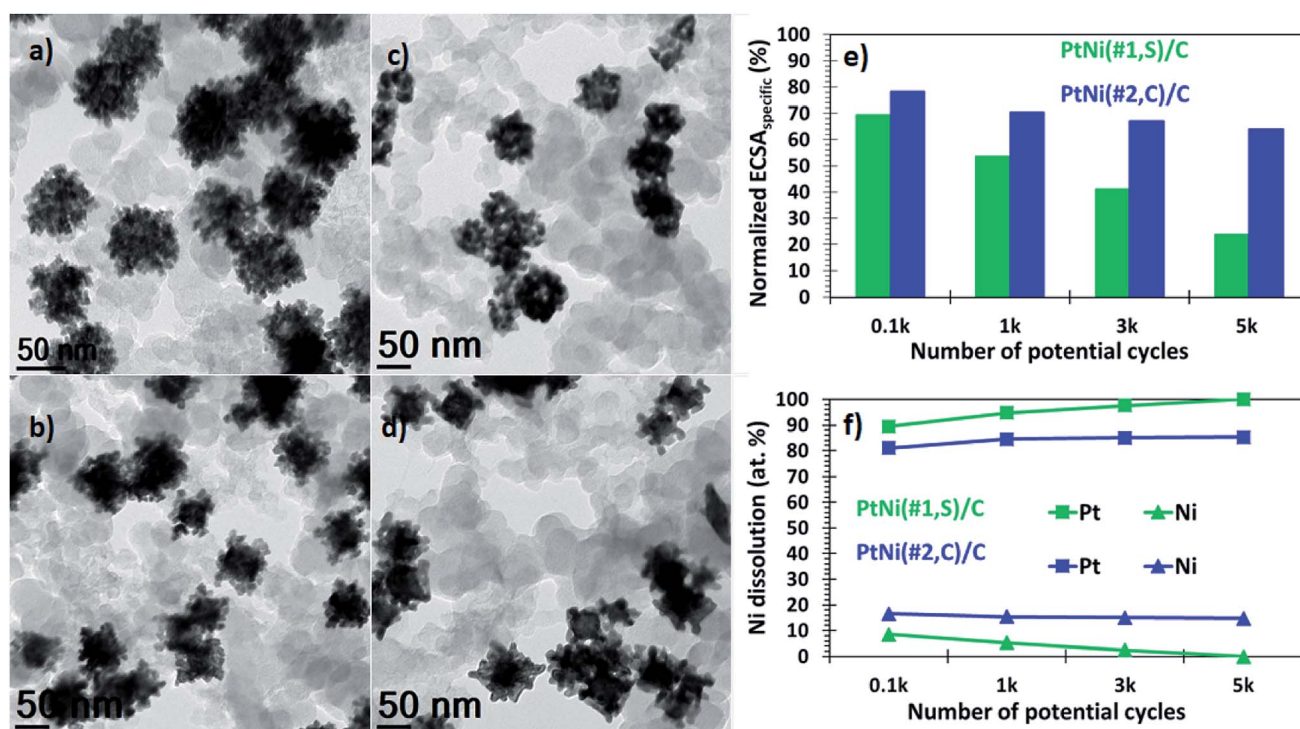 a)
50 nm
b)
50 nm
c)
50 nm
d)
50 nm
e)
PtNi(#1,S)/C
PtNi(#2,C)/C
Normalized ECSAspecific (%)
100
90
80
70
60
50
40
30
20
10
0
0.1k 1k 3k 5k
Number of potential cycles
f)
Ni dissolution (at. %)
100
90
80
70
60
50
40
30
20
10
0
PtNi(#1,S)/C Pt Ni
PtNi(#2,C)/C Pt Ni
0.1k 1k 3k 5k
Number of potential cycles